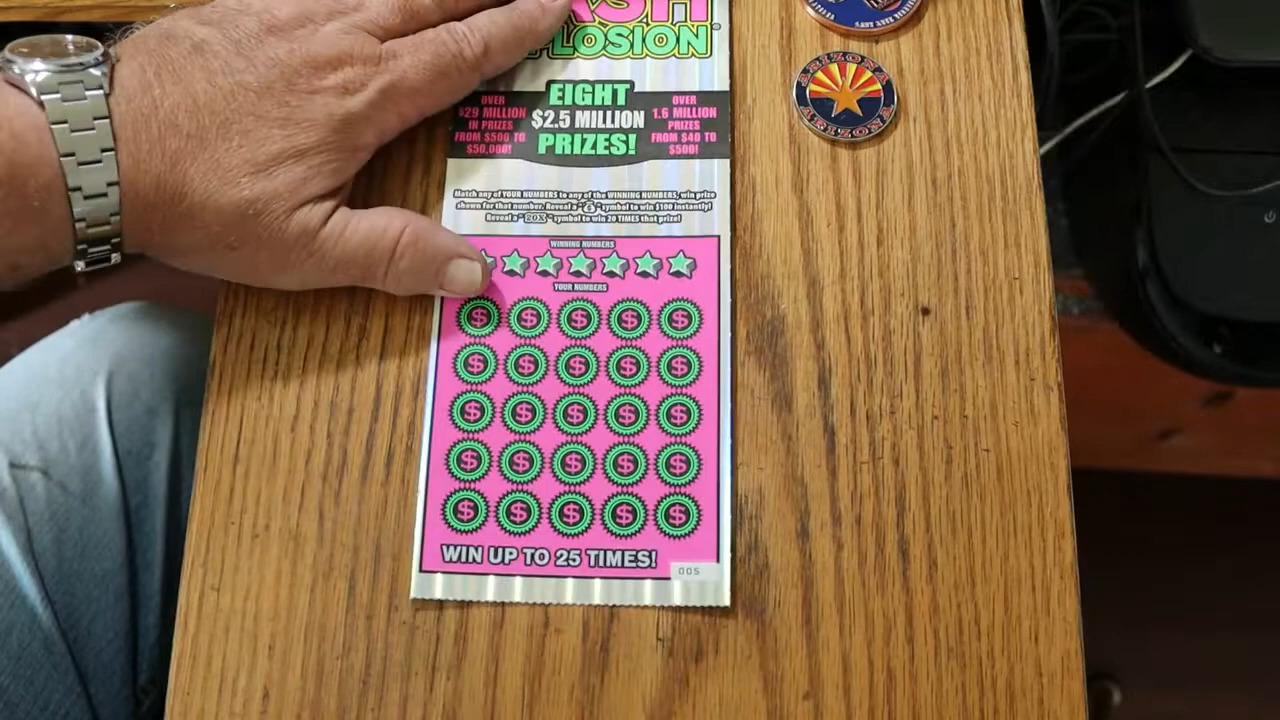 PLOSION
EIGHT
$2.5 MILLION
PRIZES!
OVER
$29 MILLION
IN PRIZES
FROM $500 TO
$50,000!
OVER
1.6 MILLION
PRIZES
FROM $40 TO
$500!
Match any of YOUR NUMBERS to any of the WINNING NUMBERS, win prize
shown for that number. Reveal a " " symbol to win $100 instantly!
Reveal a "20X" symbol to win 20 TIMES that prize!
WINNING NUMBERS
YOUR NUMBERS
$ $ $ $ $
$ $ $ $ $
$ $ $ $ $
$ $ $ $ $
$ $ $ $ $
WIN UP TO 25 TIMES!
005
ARIZONA
ARIZONA